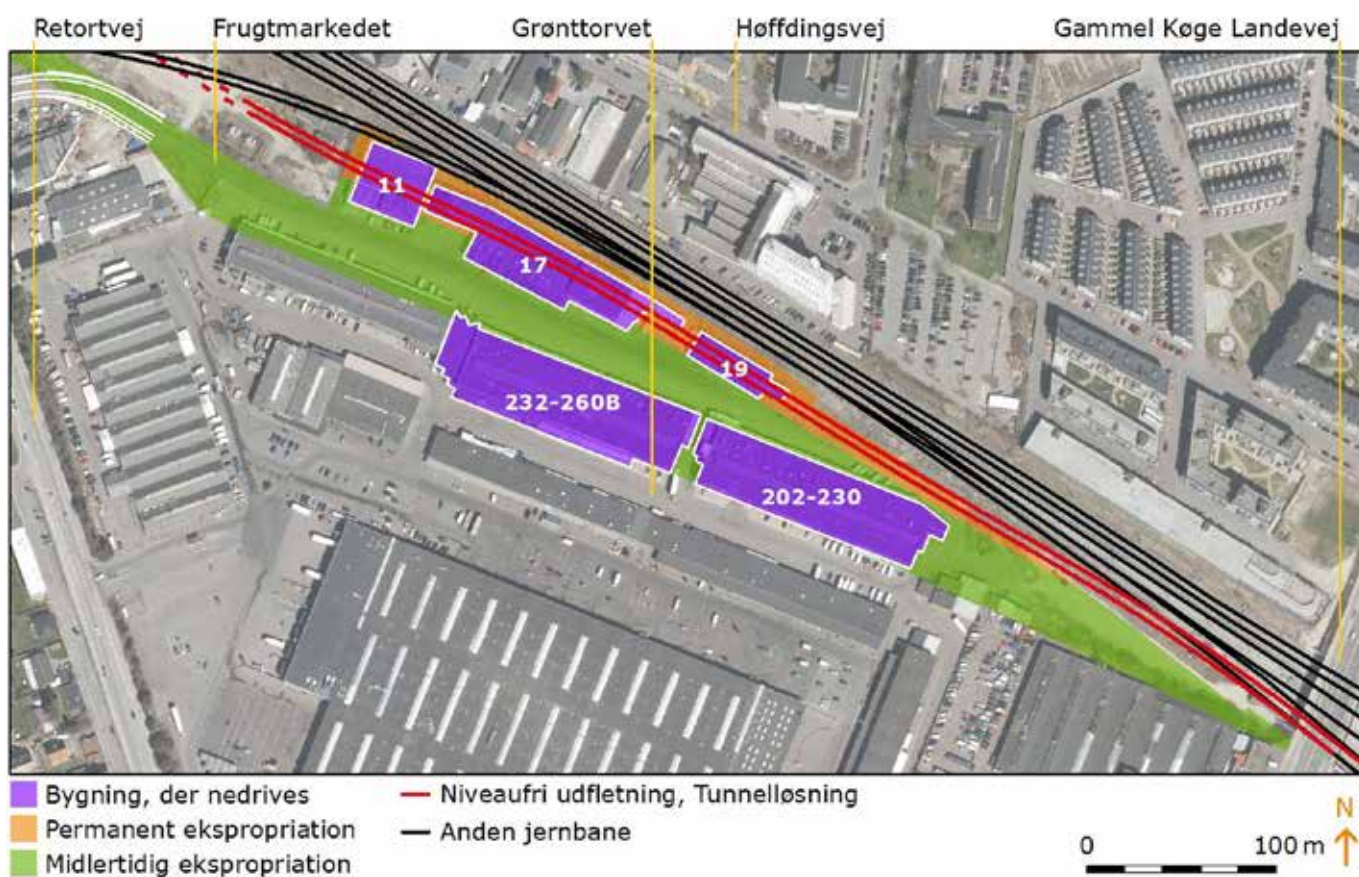 Retortvej
Frugtmarkedet
Grønttorvet
Høffdingsvej
Gammel Køge Landevej
11
17
19
232-260B
202-230
Bygning, der nedrives
Permanent ekspropriation
Midlertidig ekspropriation
Niveaufri udfletning, Tunnelløsning
Anden jernbane
0
100 m
N